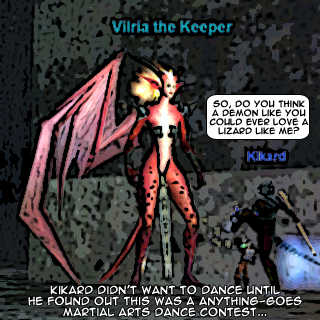 Vilria the Keeper
SO, DO YOU THINK
A DEMON LIKE YOU
COULD EVER LOVE A
LIZARD LIKE ME?
Kikard
KIKARD DIDN'T WANT TO DANCE UNTIL
HE FOUND OUT THIS WAS A ANYTHING-GOES
MARTIAL ARTS DANCE CONTEST...